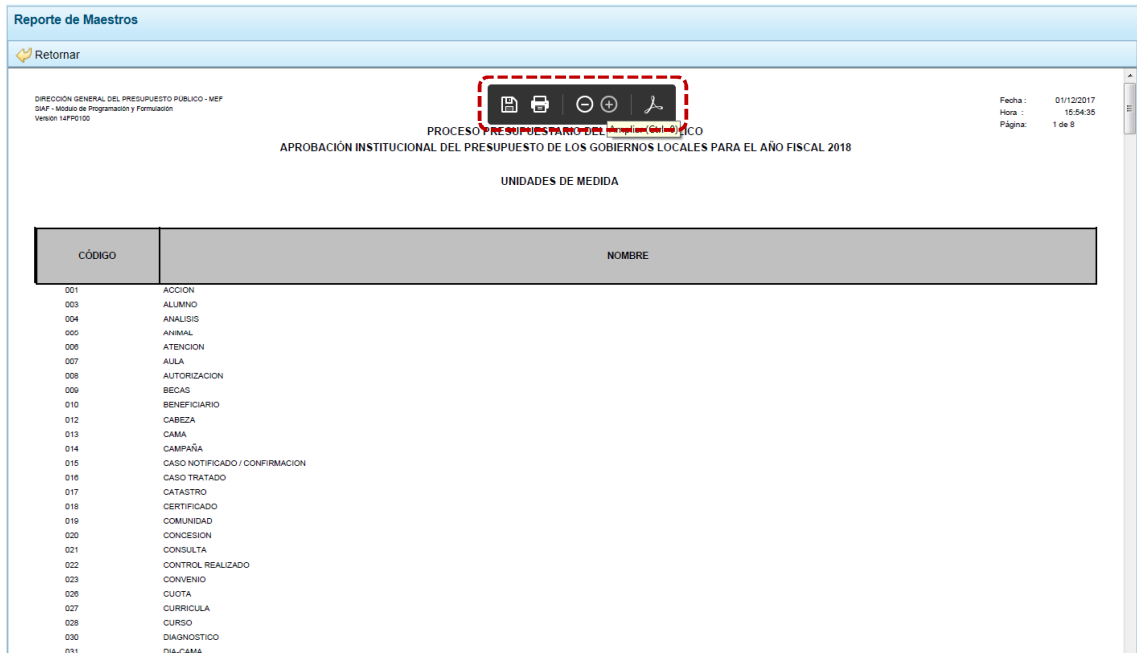 Reporte de Maestros
Retornar
DIRECCIÓN GENERAL DEL PRESUPUESTO PÚBLICO - MEF
SIAF - Módulo de Programación y Formulación
Versión 14FP0100
Fecha : 01/12/2017
Hora : 15:54:35
Página: 1 de 8
PROCESO PRESUPUESTARIO DEL
APROBACIÓN INSTITUCIONAL DEL PRESUPUESTO DE LOS GOBIERNOS LOCALES PARA EL AÑO FISCAL 2018
UNIDADES DE MEDIDA
CÓDIGO NOMBRE
001 ACCION
003 ALUMNO
004 ANALISIS
005 ANIMAL
006 ATENCION
007 AULA
008 AUTORIZACION
009 BECAS
010 BENEFICIARIO
012 CABEZA
013 CAMA
014 CAMPAÑA
015 CASO NOTIFICADO / CONFIRMACION
016 CASO TRATADO
017 CATASTRO
018 CERTIFICADO
019 COMUNIDAD
020 CONCESION
021 CONSULTA
022 CONTROL REALIZADO
023 CONVENIO
026 CUOTA
027 CURRICULA
028 CURSO
030 DIAGNOSTICO
031 DIA-CAMA